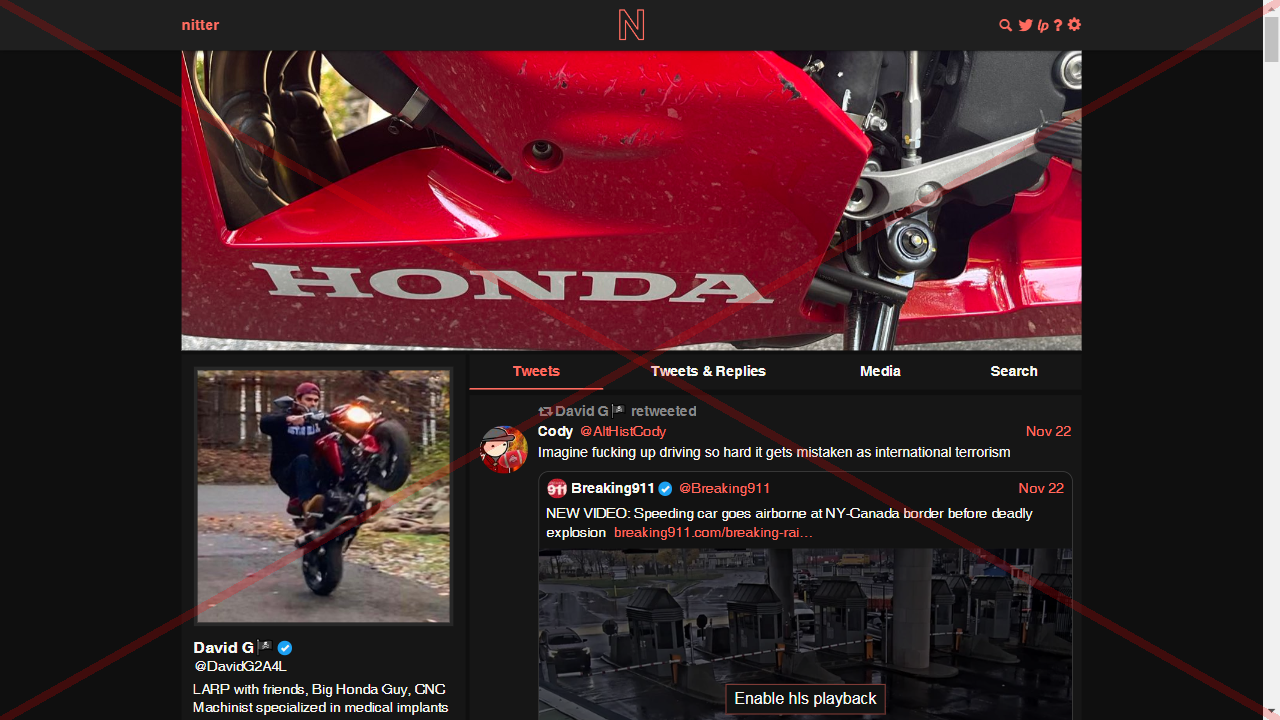 nitter
N
lp ?
HONDA
Tweets
Tweets & Replies
Media
Search
David G🏴‍☠️ retweeted
Cody @AltHistCody Nov 22
Imagine fucking up driving so hard it gets mistaken as international terrorism
911 Breaking911 @Breaking911 Nov 22
NEW VIDEO: Speeding car goes airborne at NY-Canada border before deadly
explosion breaking911.com/breaking-rai…
Enable hls playback
David G🏴‍☠️
@DavidG2A4L
LARP with friends, Big Honda Guy, CNC
Machinist specialized in medical implants